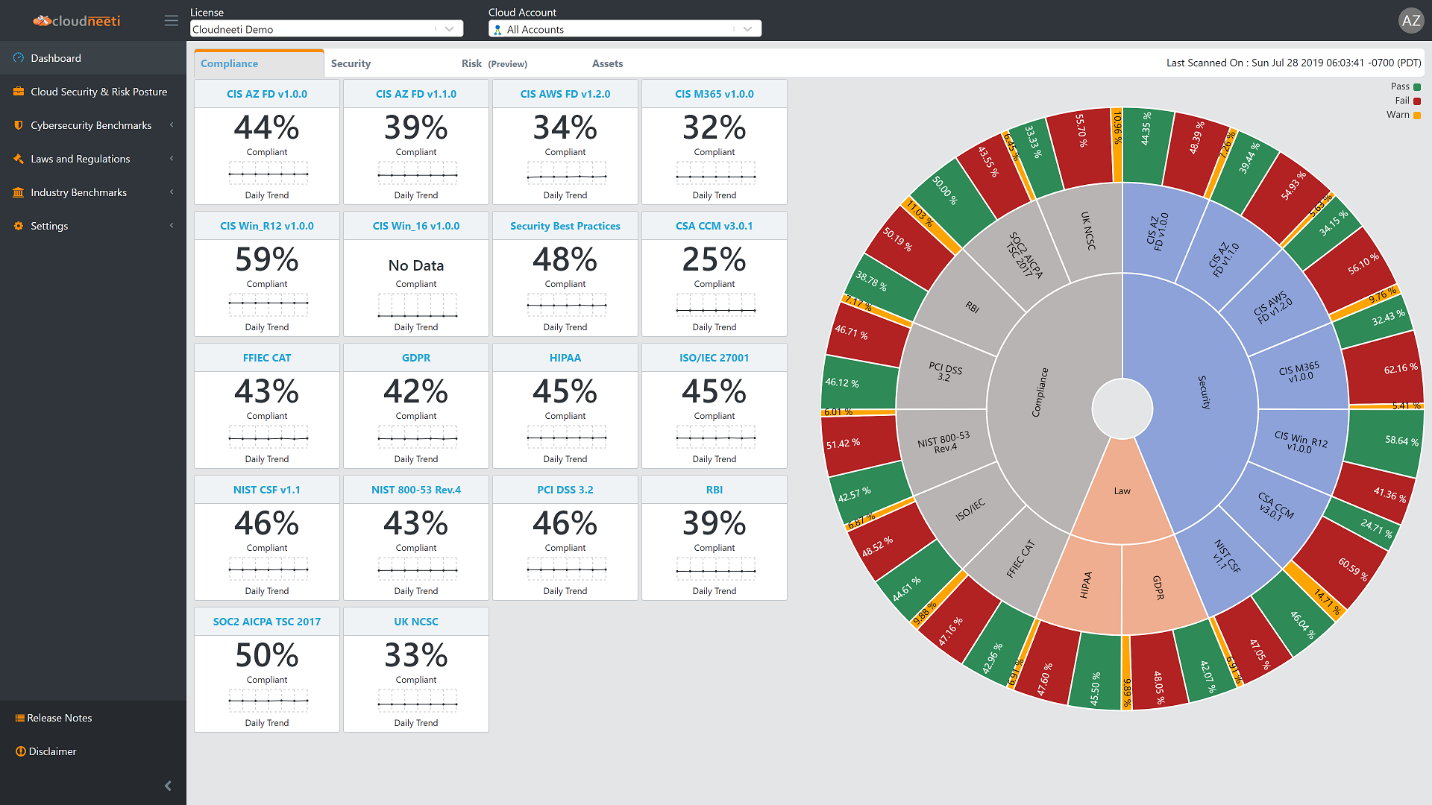 cloudneeti
License
Cloudneeti Demo
Cloud Account
All Accounts
AZ
Dashboard
Cloud Security & Risk Posture
Cybersecurity Benchmarks
Laws and Regulations
Industry Benchmarks
Settings
Release Notes
Disclaimer
Compliance Security Risk (Preview) Assets
Last Scanned On : Sun Jul 28 2019 06:03:41 -0700 (PDT)
CIS AZ FD v1.0.0
44%
Compliant
Daily Trend
CIS AZ FD v1.1.0
39%
Compliant
Daily Trend
CIS AWS FD v1.2.0
34%
Compliant
Daily Trend
CIS M365 v1.0.0
32%
Compliant
Daily Trend
CIS Win_R12 v1.0.0
59%
Compliant
Daily Trend
CIS Win_16 v1.0.0
No Data
Compliant
Daily Trend
Security Best Practices
48%
Compliant
Daily Trend
CSA CCM v3.0.1
25%
Compliant
Daily Trend
FFIEC CAT
43%
Compliant
Daily Trend
GDPR
42%
Compliant
Daily Trend
HIPAA
45%
Compliant
Daily Trend
ISO/IEC 27001
45%
Compliant
Daily Trend
NIST CSF v1.1
46%
Compliant
Daily Trend
NIST 800-53 Rev.4
43%
Compliant
Daily Trend
PCI DSS 3.2
46%
Compliant
Daily Trend
RBI
39%
Compliant
Daily Trend
SOC2 AICPA TSC 2017
50%
Compliant
Daily Trend
UK NCSC
33%
Compliant
Daily Trend
Pass
Fail
Warn
Security
Law
Compliance
CIS AZ
FD v1.0.0
44.35 %
48.39 %
7.26 %
CIS AZ
FD v1.1.0
39.44 %
54.93 %
5.63 %
CIS AWS
FD v1.2.0
34.15 %
56.10 %
9.76 %
CIS M365
v1.0.0
32.43 %
62.16 %
5.41 %
CIS Win_R12
v1.0.0
58.64 %
41.36 %
CSA CCM
v3.0.1
24.71 %
60.59 %
14.71 %
NIST CSF
v1.1
46.04 %
47.05 %
6.91 %
GDPR
42.07 %
48.05 %
9.89 %
HIPAA
45.50 %
47.60 %
6.91 %
FFIEC CAT
42.96 %
47.16 %
9.88 %
ISO/IEC
44.61 %
48.52 %
6.87 %
NIST 800-53
Rev.4
42.57 %
51.42 %
6.01 %
PCI DSS
3.2
46.12 %
46.71 %
7.17 %
RBI
38.78 %
50.19 %
11.03 %
SOC2 AICPA
TSC 2017
50.00 %
43.55 %
6.45 %
UK NCSC
33.33 %
55.70 %
10.96 %